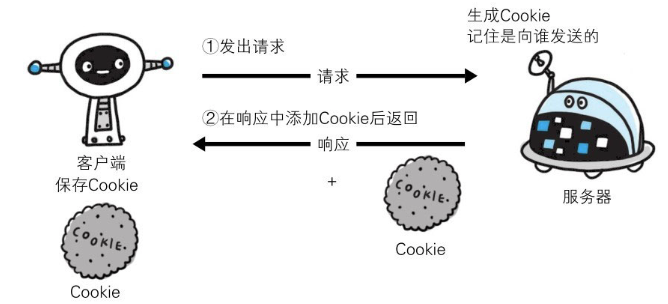 生成Cookie
记住是向谁发送的
①发出请求
请求
②在响应中添加Cookie后返回
响应
客户端
保存Cookie
+
COOKIE
服务器
Cookie
COOKIE
Cookie